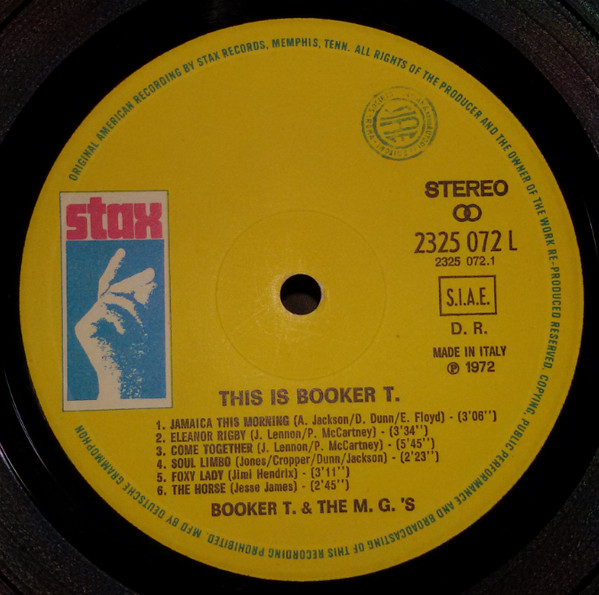 ORIGINAL AMERICAN RECORDING BY STAX RECORDS, MEMPHIS, TENN. ALL RIGHTS OF THE PRODUCER AND THE OWNER OF THE WORK RE-PRODUCED RESERVED. COPYING, PUBLIC PERFORMANCE AND BROADCASTING OF THIS RECORDING PROHIBITED. MFD BY DEUTSCHE GRAMMOPHON
stax
STEREO
2325 072 L
2325 072.1
S.I.A.E.
D. R.
MADE IN ITALY
℗ 1972
THIS IS BOOKER T.
1. JAMAICA THIS MORNING (A. Jackson/D. Dunn/E. Floyd) - (3'06'')
2. ELEANOR RIGBY (J. Lennon/P. McCartney) - (3'34'')
3. COME TOGETHER (J. Lennon/P. McCartney) - (5'45'')
4. SOUL LIMBO (Jones/Cropper/Dunn/Jackson) - (2'23'')
5. FOXY LADY (Jimi Hendrix) - (3'11'')
6. THE HORSE (Jesse James) - (2'45'')
BOOKER T. & THE M. G. 'S